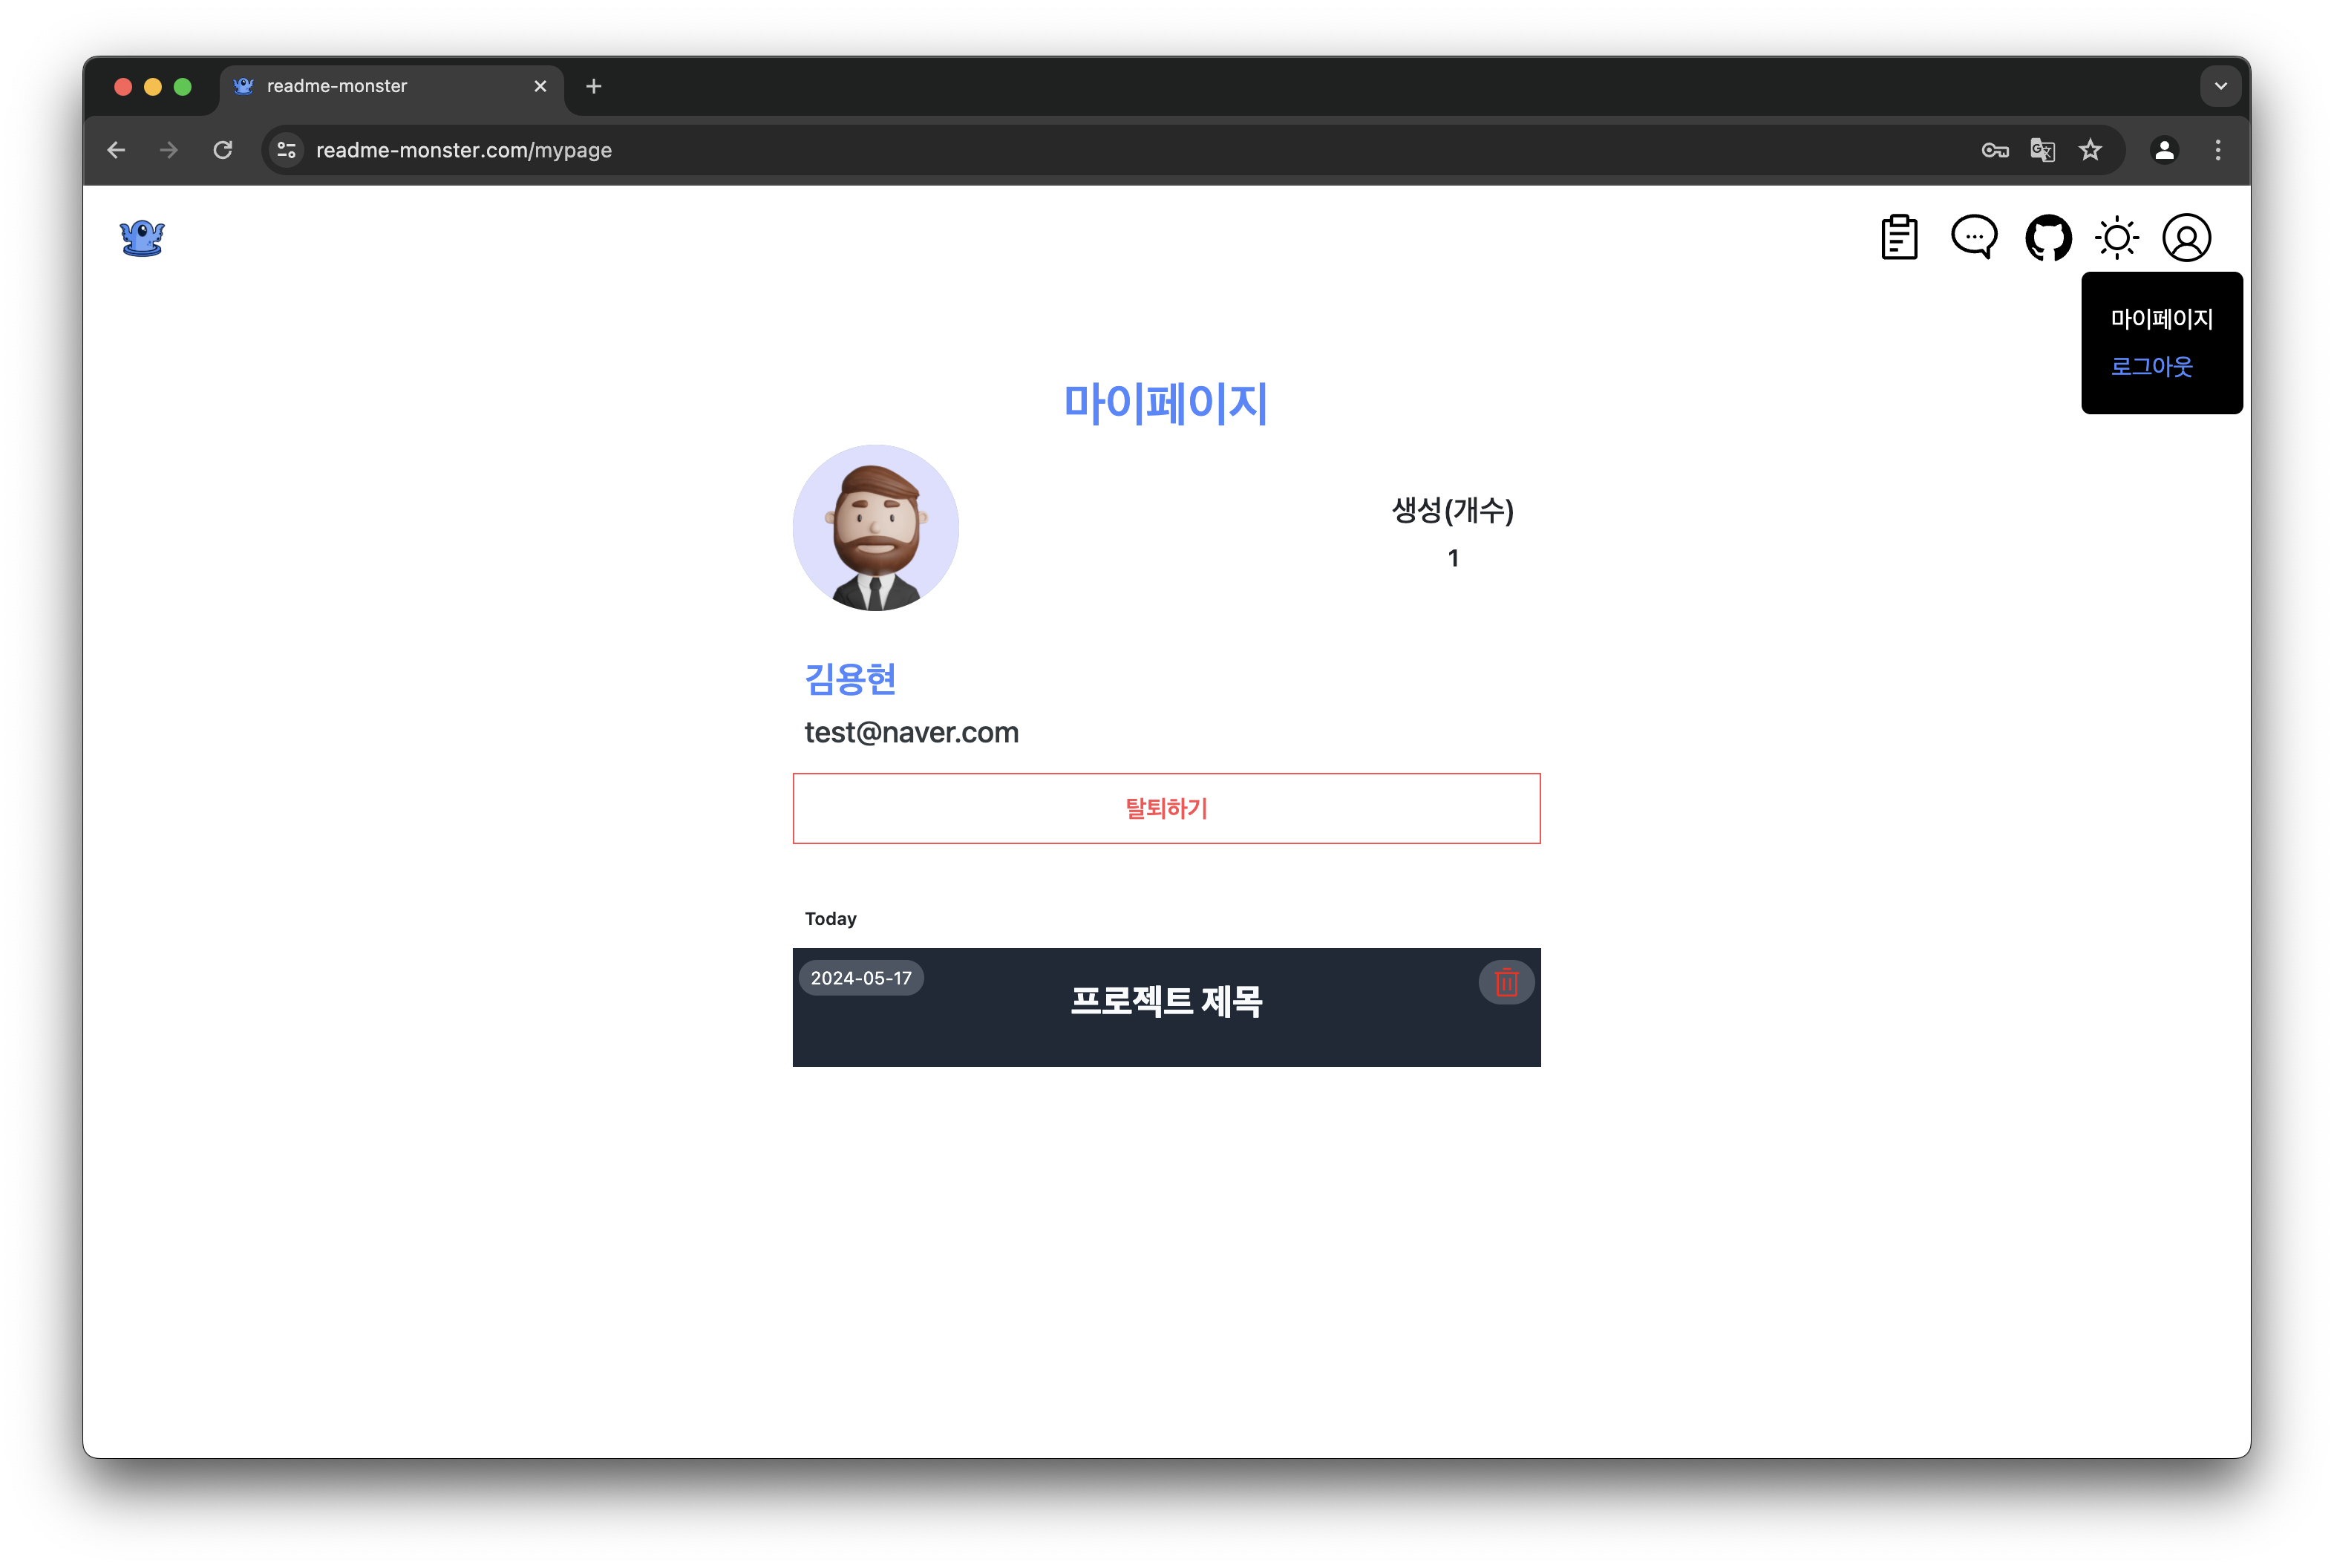 readme-monster
readme-monster.com/mypage
마이페이지
로그아웃
마이페이지
생성(개수)
1
김용현
test@naver.com
탈퇴하기
Today
2024-05-17
프로젝트 제목